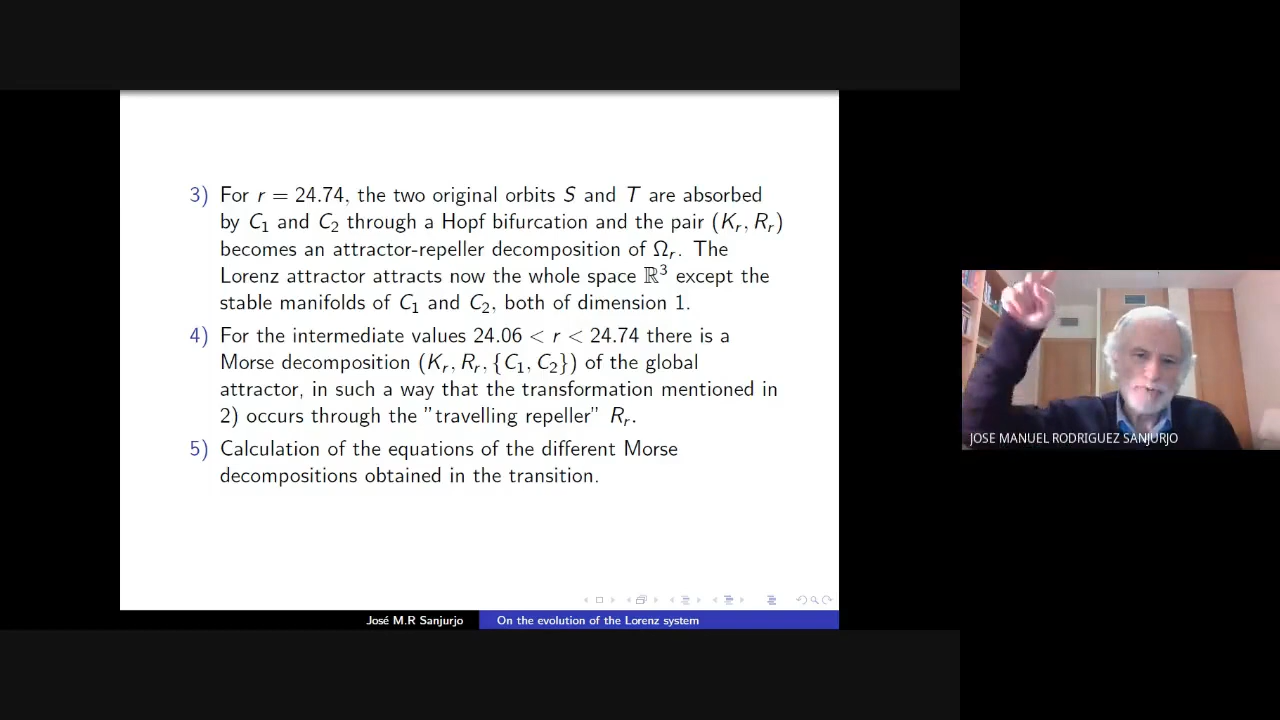 3) For r = 24.74, the two original orbits S and T are absorbed
by C₁ and C₂ through a Hopf bifurcation and the pair (Kᵣ, Rᵣ)
becomes an attractor-repeller decomposition of Ωᵣ. The
Lorenz attractor attracts now the whole space ℝ³ except the
stable manifolds of C₁ and C₂, both of dimension 1.
4) For the intermediate values 24.06 < r < 24.74 there is a
Morse decomposition (Kᵣ, Rᵣ, {C₁, C₂}) of the global
attractor, in such a way that the transformation mentioned in
2) occurs through the ”travelling repeller” Rᵣ.
5) Calculation of the equations of the different Morse
decompositions obtained in the transition.
José M.R Sanjurjo
On the evolution of the Lorenz system
JOSE MANUEL RODRIGUEZ SANJURJO